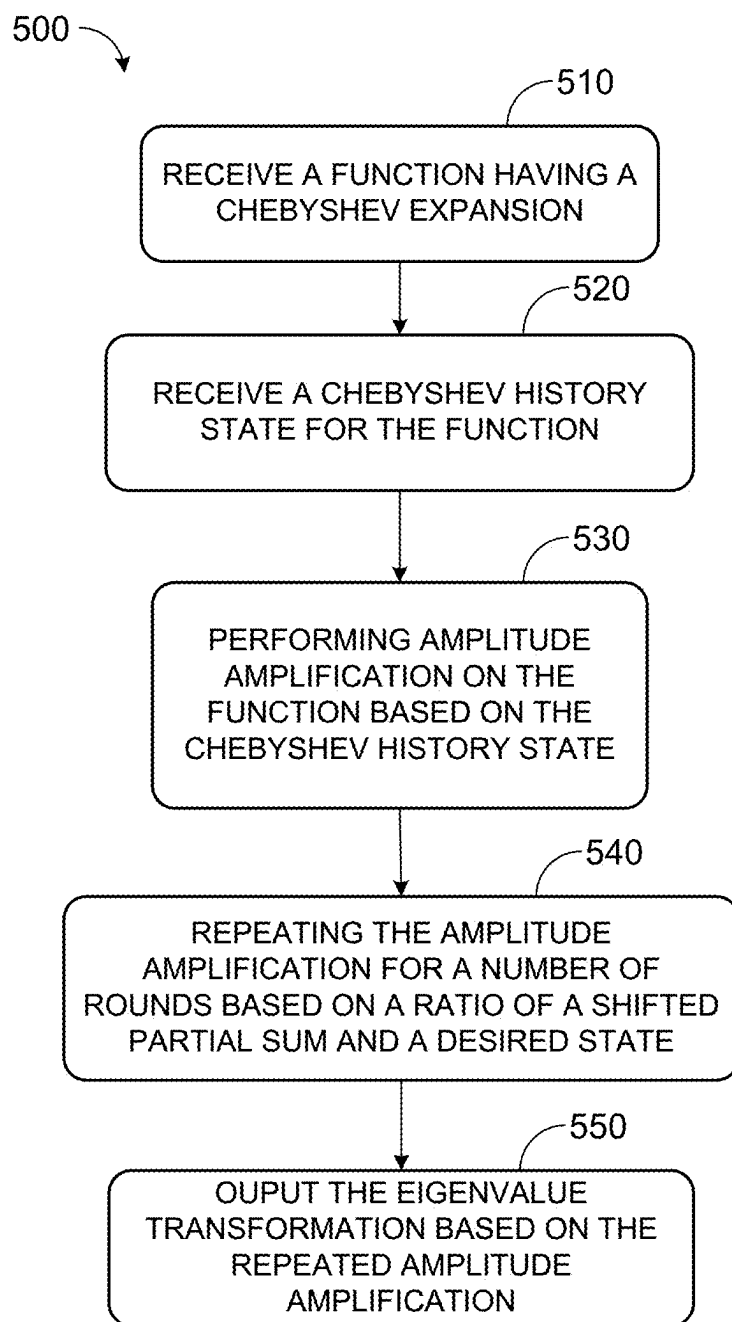 500
510
RECEIVE A FUNCTION HAVING A
CHEBYSHEV EXPANSION
520
RECEIVE A CHEBYSHEV HISTORY
STATE FOR THE FUNCTION
530
PERFORMING AMPLITUDE
AMPLIFICATION ON THE
FUNCTION BASED ON THE
CHEBYSHEV HISTORY STATE
540
REPEATING THE AMPLITUDE
AMPLIFICATION FOR A NUMBER OF
ROUNDS BASED ON A RATIO OF A SHIFTED
PARTIAL SUM AND A DESIRED STATE
550
OUPUT THE EIGENVALUE
TRANSFORMATION BASED ON THE
REPEATED AMPLITUDE
AMPLIFICATION